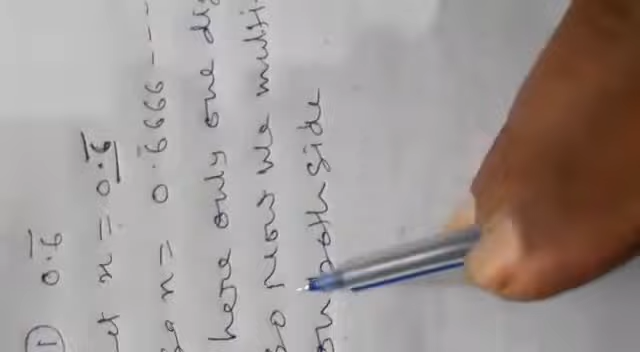 ① 0.6̅
let x = 0.6̅
so x = 0.6666---
here only one dig
so now we multi
on both side